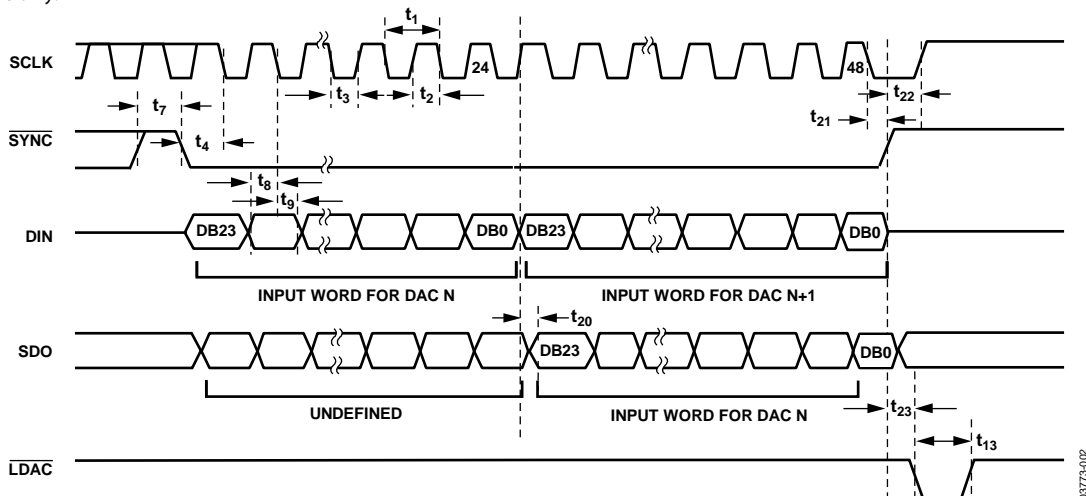 t1
SCLK
24
48
t3
t2
t22
t7
t21
SYNC
t4
t8
t9
DIN
DB23
DB0
DB23
DB0
INPUT WORD FOR DAC N
INPUT WORD FOR DAC N+1
t20
SDO
DB23
DB0
UNDEFINED
INPUT WORD FOR DAC N
t23
t13
LDAC
03773-002